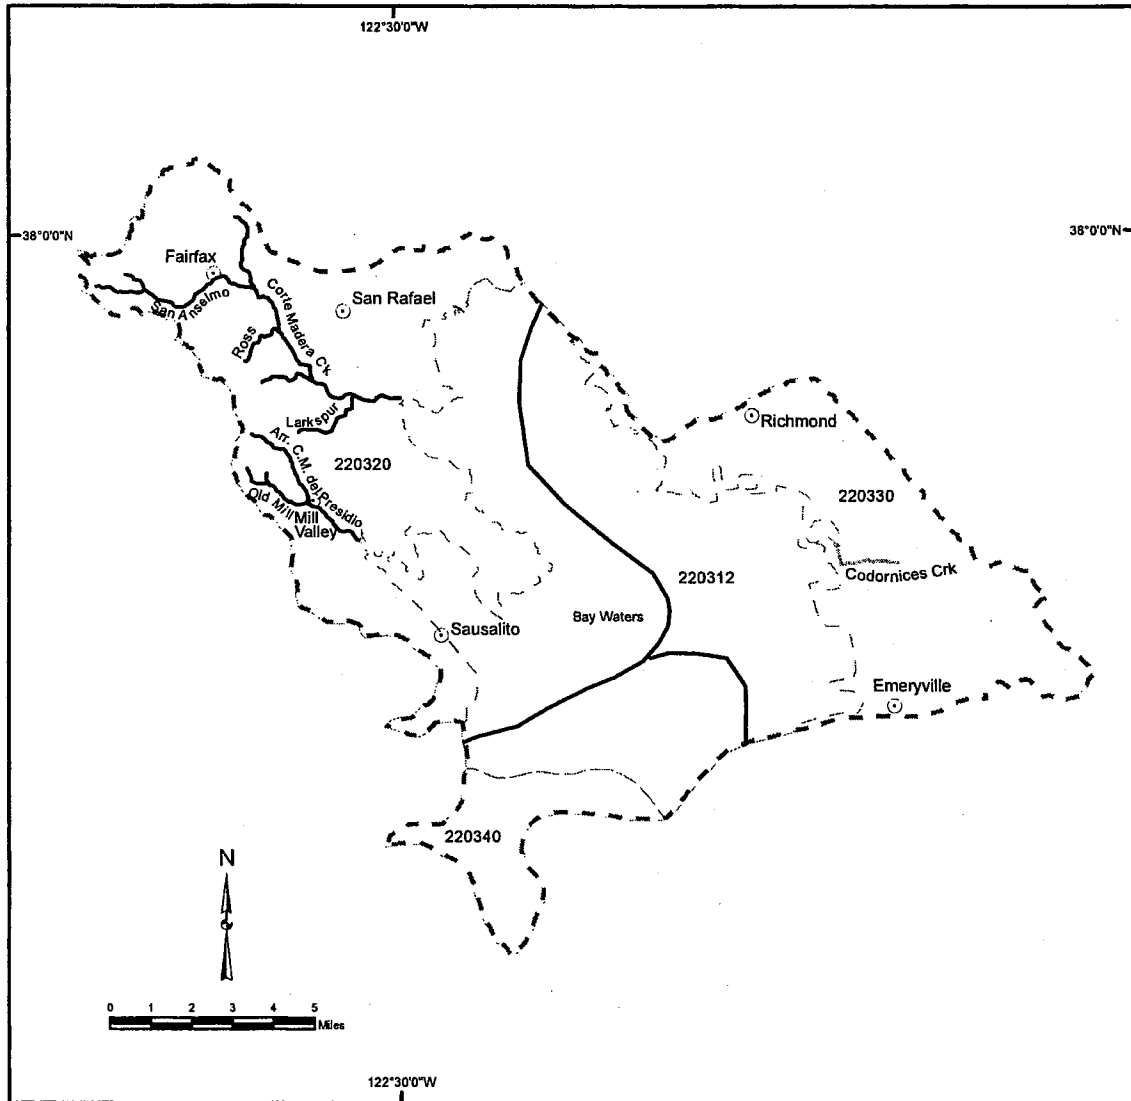 122°30'0"W
38°0'0"N
38°0'0"N
Fairfax
San Anselmo
Corte Madera Ck
San Rafael
Ross
Larkspur
Richmond
Arr. C.M. del Presidio
220320
220330
Old Mill
Mill
Valley
Codornices Crk
220312
Bay Waters
Sausalito
Emeryville
220340
N
0 1 2 3 4 5
Miles
122°30'0"W